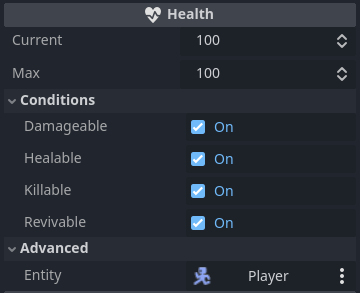 Health
Current 100
Max 100
Conditions
Damageable On
Healable On
Killable On
Revivable On
Advanced
Entity Player